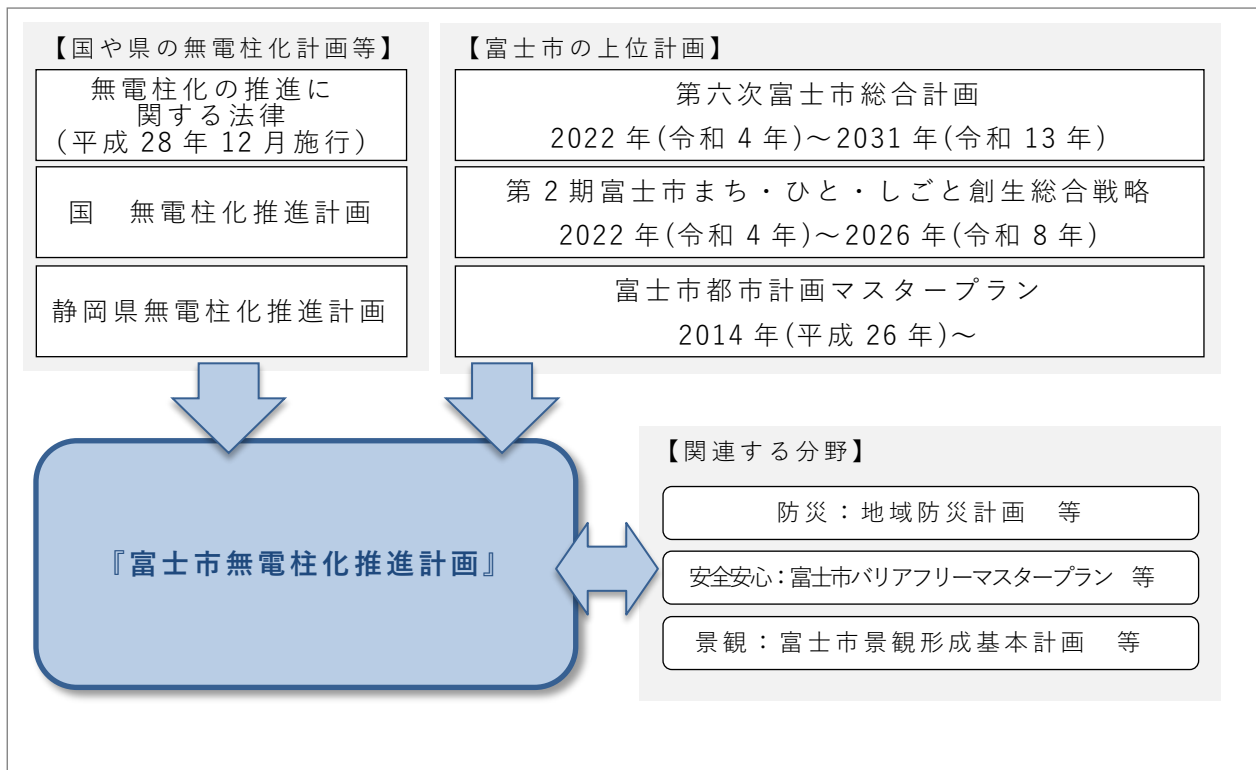 【国や県の無電柱化計画等】
無電柱化の推進に
関する法律
(平成 28 年 12 月施行)
国　無電柱化推進計画
静岡県無電柱化推進計画
【富士市の上位計画】
第六次富士市総合計画
2022 年(令和 4 年)～2031 年(令和 13 年)
第 2 期富士市まち・ひと・しごと創生総合戦略
2022 年(令和 4 年)～2026 年(令和 8 年)
富士市都市計画マスタープラン
2014 年(平成 26 年)～
『富士市無電柱化推進計画』
【関連する分野】
防災：地域防災計画　等
安全安心：富士市バリアフリーマスタープラン　等
景観：富士市景観形成基本計画　等